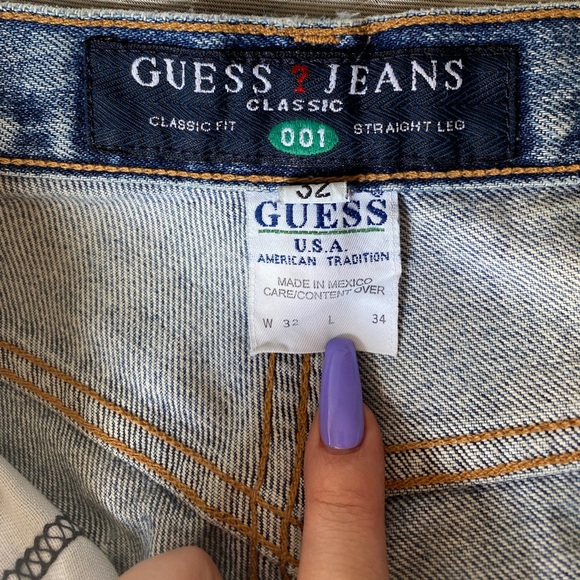 GUESS ? JEANS
CLASSIC
CLASSIC FIT 001 STRAIGHT LEG
32
GUESS
U.S.A.
AMERICAN TRADITION
MADE IN MEXICO
CARE/CONTENT OVER
W 32 L 34